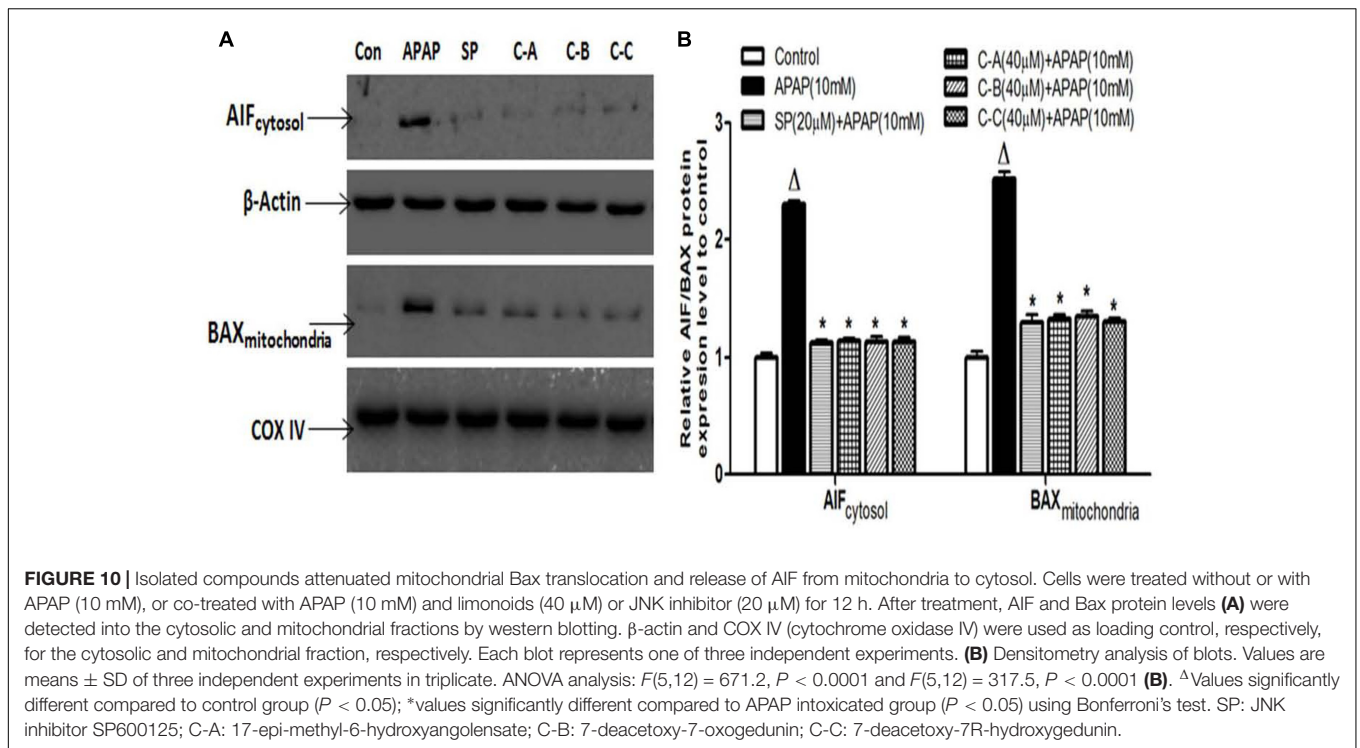 A
Con APAP SP C-A C-B C-C
AIFcytosol
β-Actin
BAXmitochondria
COX IV
B
Control
APAP(10mM)
SP(20μM)+APAP(10mM)
C-A(40μM)+APAP(10mM)
C-B(40μM)+APAP(10mM)
C-C(40μM)+APAP(10mM)
Relative AIF/BAX protein
expresion level to control
3
2
1
0
Δ
* * * *
Δ
* * * *
AIFcytosol
BAXmitochondria
FIGURE 10 | Isolated compounds attenuated mitochondrial Bax translocation and release of AIF from mitochondria to cytosol. Cells were treated without or with
APAP (10 mM), or co-treated with APAP (10 mM) and limonoids (40 μM) or JNK inhibitor (20 μM) for 12 h. After treatment, AIF and Bax protein levels (A) were
detected into the cytosolic and mitochondrial fractions by western blotting. β-actin and COX IV (cytochrome oxidase IV) were used as loading control, respectively,
for the cytosolic and mitochondrial fraction, respectively. Each blot represents one of three independent experiments. (B) Densitometry analysis of blots. Values are
means ± SD of three independent experiments in triplicate. ANOVA analysis: F(5,12) = 671.2, P < 0.0001 and F(5,12) = 317.5, P < 0.0001 (B). ΔValues significantly
different compared to control group (P < 0.05); *values significantly different compared to APAP intoxicated group (P < 0.05) using Bonferroni's test. SP: JNK
inhibitor SP600125; C-A: 17-epi-methyl-6-hydroxyangolensate; C-B: 7-deacetoxy-7-oxogedunin; C-C: 7-deacetoxy-7R-hydroxygedunin.